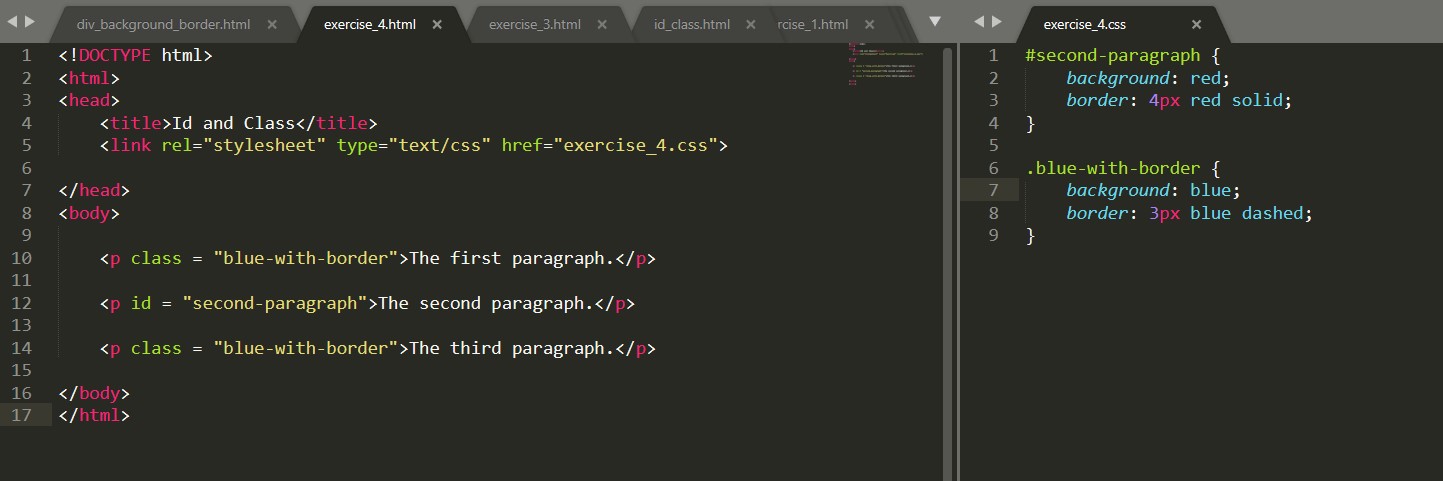 div_background_border.html × exercise_4.html × exercise_3.html × id_class.html × rcise_1.html ×
1 <!DOCTYPE html>
2 <html>
3 <head>
4     <title>Id and Class</title>
5     <link rel="stylesheet" type="text/css" href="exercise_4.css">
6
7 </head>
8 <body>
9
10     <p class = "blue-with-border">The first paragraph.</p>
11
12     <p id = "second-paragraph">The second paragraph.</p>
13
14     <p class = "blue-with-border">The third paragraph.</p>
15
16 </body>
17 </html>
exercise_4.css ×
1 #second-paragraph {
2     background: red;
3     border: 4px red solid;
4 }
5
6 .blue-with-border {
7     background: blue;
8     border: 3px blue dashed;
9 }